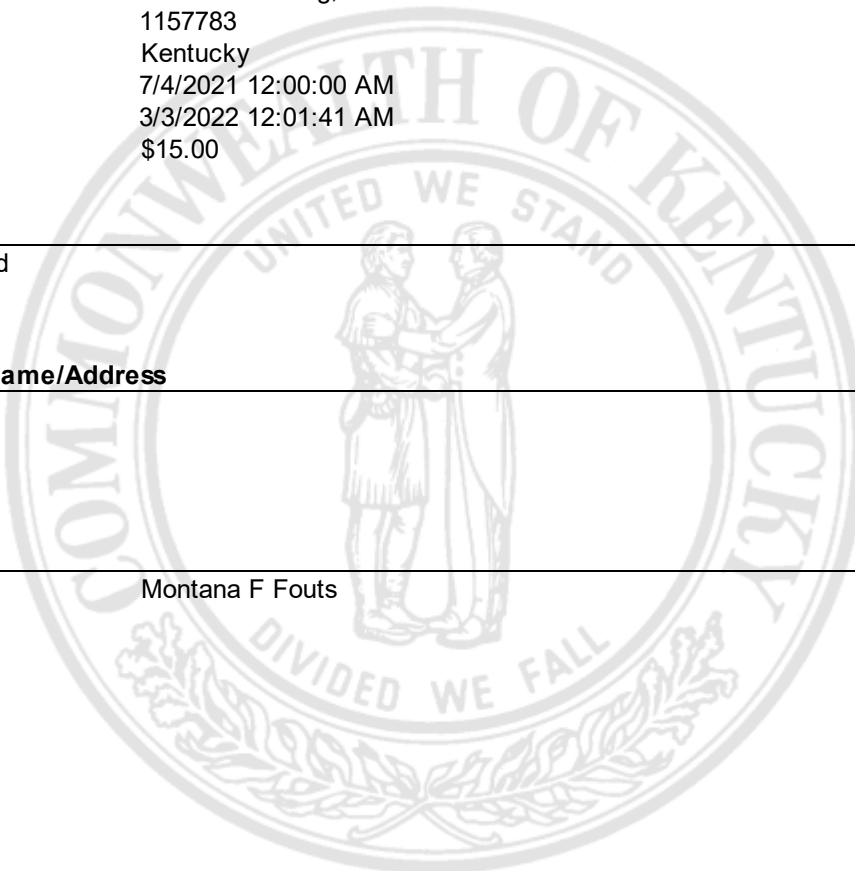 1157783
Kentucky
7/4/2021 12:00:00 AM
3/3/2022 12:01:41 AM
$15.00
COMMONWEALTH OF KENTUCKY
UNITED WE STAND
d
ame/Address
Montana F Fouts
DIVIDED WE FALL